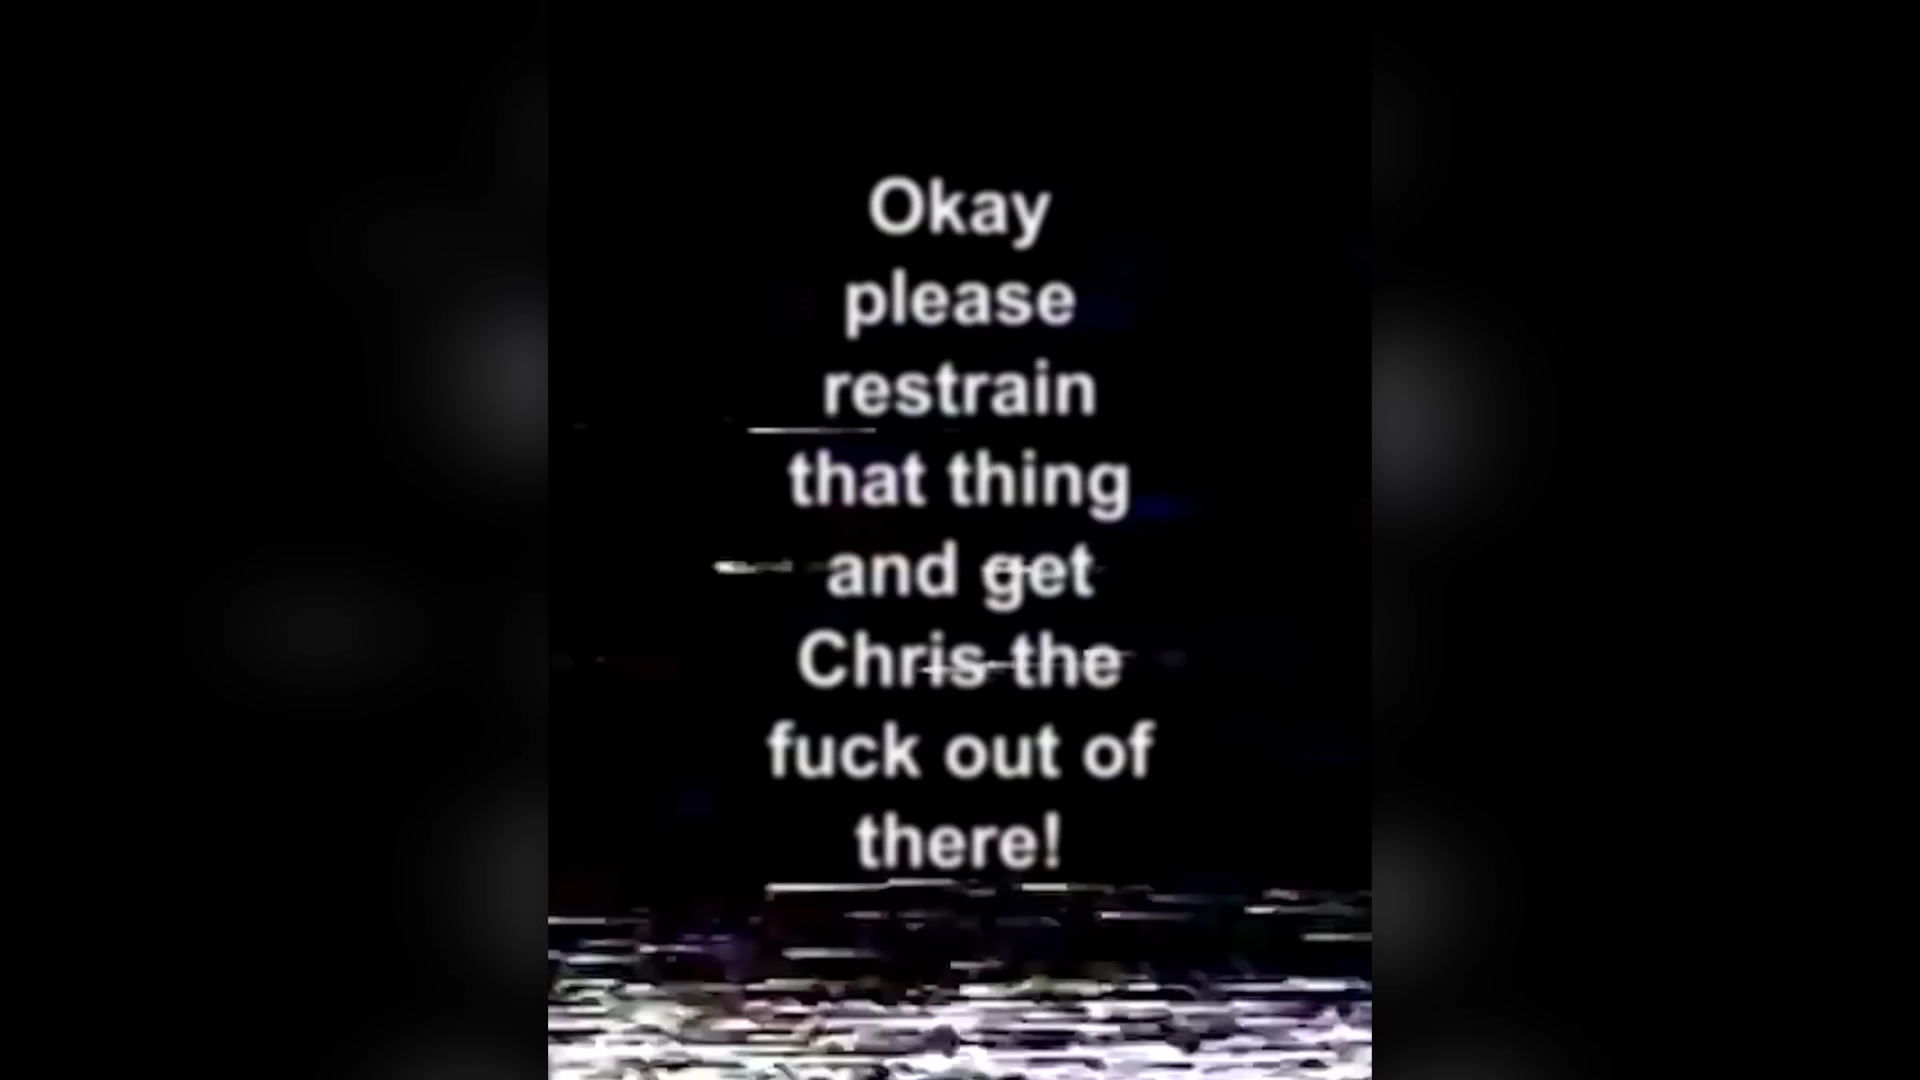 Okay
please
restrain
that thing
and get
Chris the
fuck out of
there!